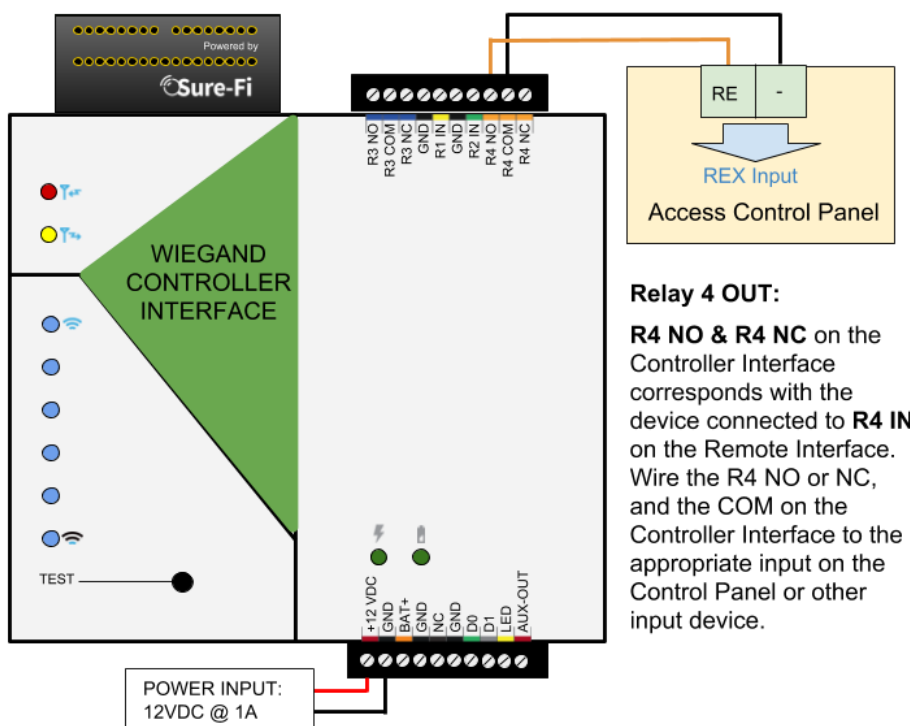 Powered by
Sure-Fi
R3 NO
R3 COM
R3 NC
GND
R1 IN
GND
R2 IN
R4 NO
R4 COM
R4 NC
RE
-
REX Input
Access Control Panel
WIEGAND
CONTROLLER
INTERFACE
Relay 4 OUT:
R4 NO & R4 NC on the
Controller Interface
corresponds with the
device connected to R4 IN
on the Remote Interface.
Wire the R4 NO or NC,
and the COM on the
Controller Interface to the
appropriate input on the
Control Panel or other
input device.
TEST
+12 VDC
GND
BAT+
GND
NC
GND
D0
D1
LED
AUX-OUT
POWER INPUT:
12VDC @ 1A